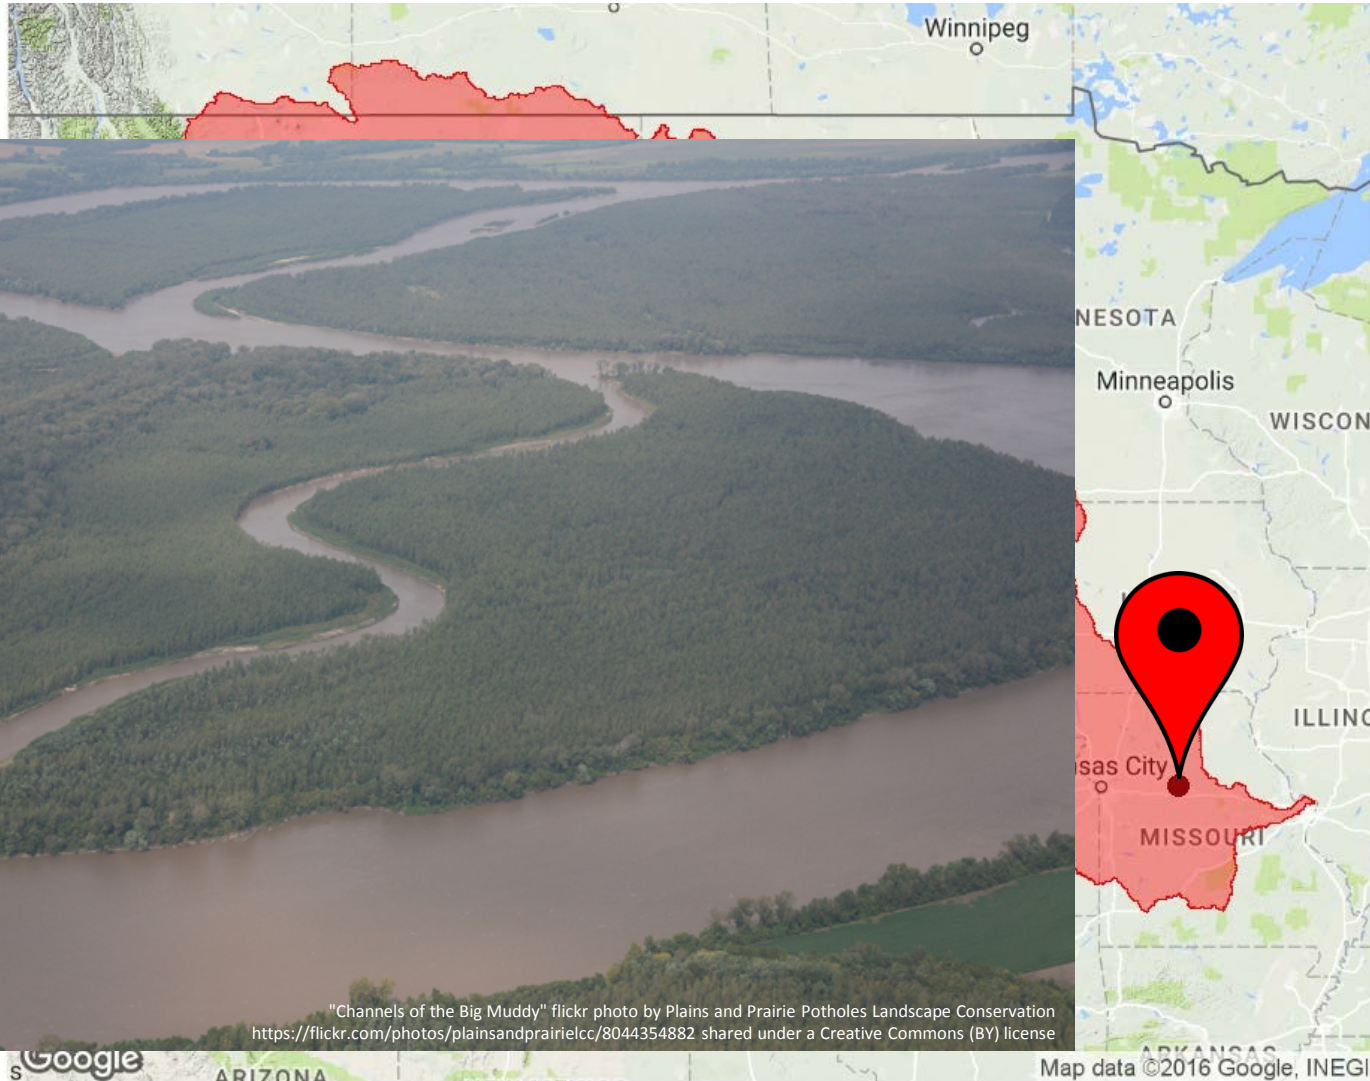 Winnipeg
NESOTA
Minneapolis
WISCON
ILLINO
sas City
MISSOURI
"Channels of the Big Muddy" flickr photo by Plains and Prairie Potholes Landscape Conservation
https://flickr.com/photos/plainsandprairielcc/8044354882 shared under a Creative Commons (BY) license
Google
s
ARIZONA
ARKANSAS
Map data ©2016 Google, INEGI